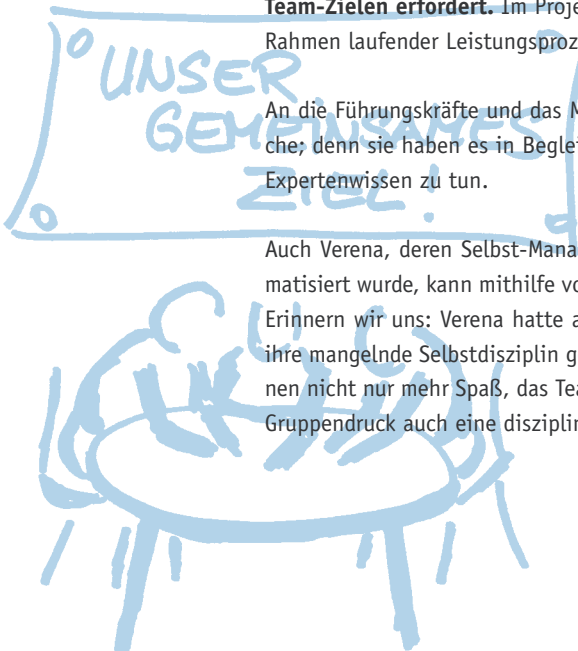 Team-Zielen erfordert. Im Proje
Rahmen laufender Leistungsproz
UNSER
GEMEINSAMES
ZIEL!
An die Führungskräfte und das M
che; denn sie haben es in Beglei
Expertenwissen zu tun.
Auch Verena, deren Selbst-Mana
matisiert wurde, kann mithilfe vo
Erinnern wir uns: Verena hatte a
ihre mangelnde Selbstdisziplin g
nen nicht nur mehr Spaß, das Tea
Gruppendruck auch eine disziplin